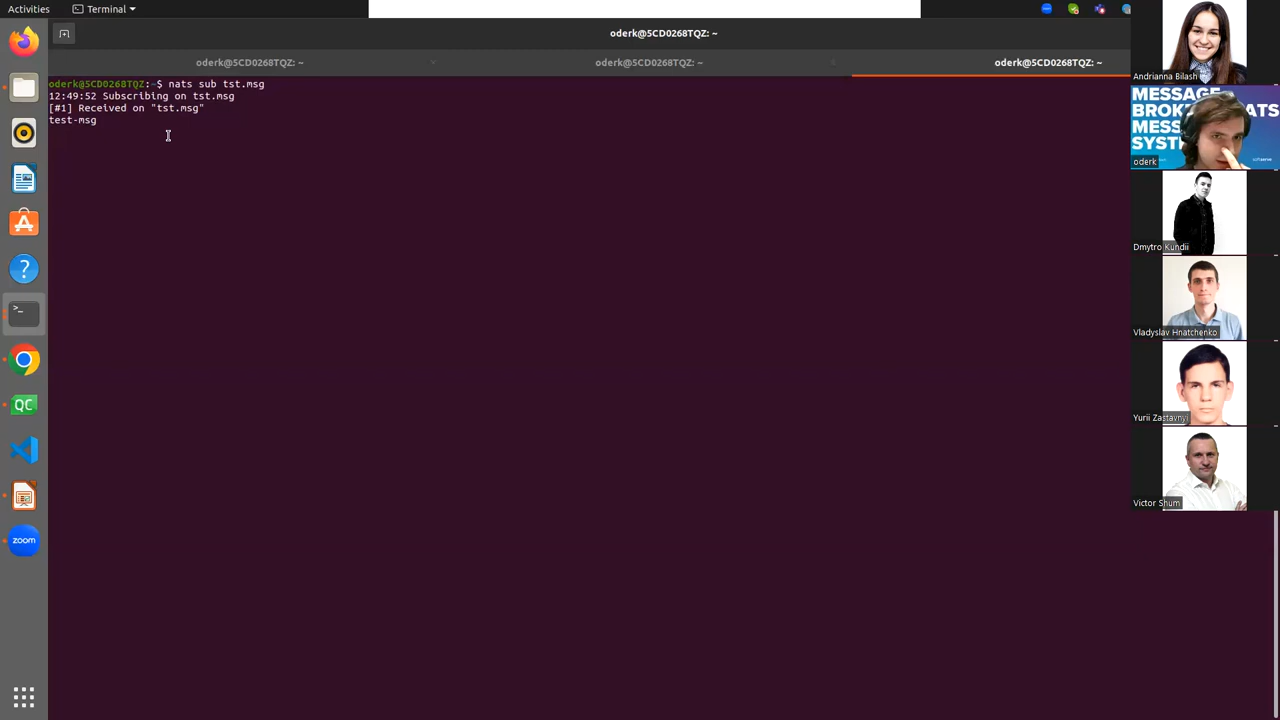 Activities
Terminal
oderk@5CD0268TQZ: ~
oderk@5CD0268TQZ: ~
oderk@5CD0268TQZ: ~
oderk@5CD0268TQZ: ~
oderk@5CD0268TQZ:~$ nats sub tst.msg
12:49:52 Subscribing on tst.msg
[#1] Received on "tst.msg"
test-msg
QC
zoom
Andrianna Bilash
MESSAGE
MESS
SYST
softserve
oderk
Dmytro Kundii
Vladyslav Hnatchenko
Yurii Zastavnyi
Victor Shum